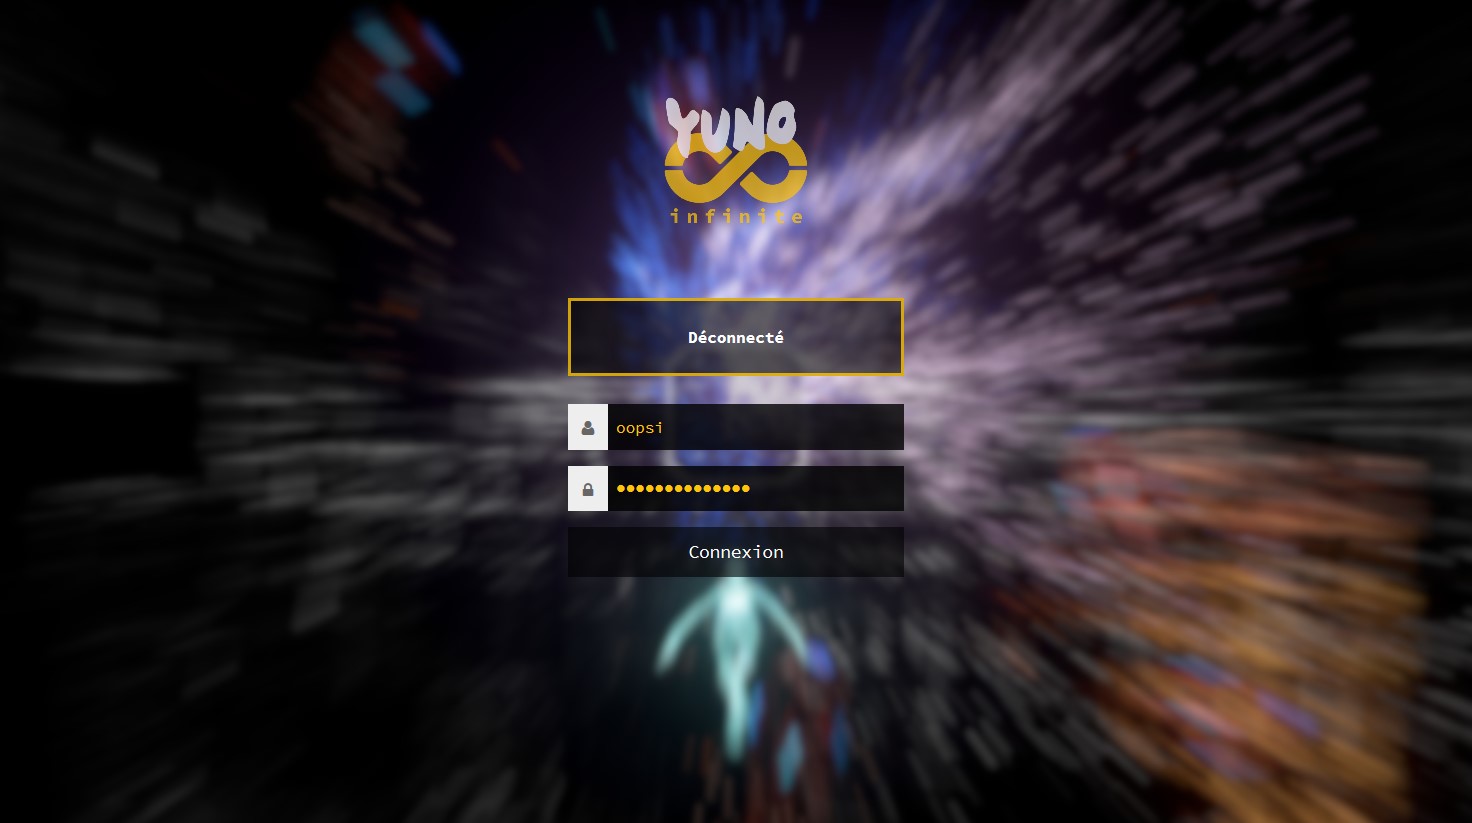 YUNO
infinite
Déconnecté
oopsi
●●●●●●●●●●●●●●
Connexion